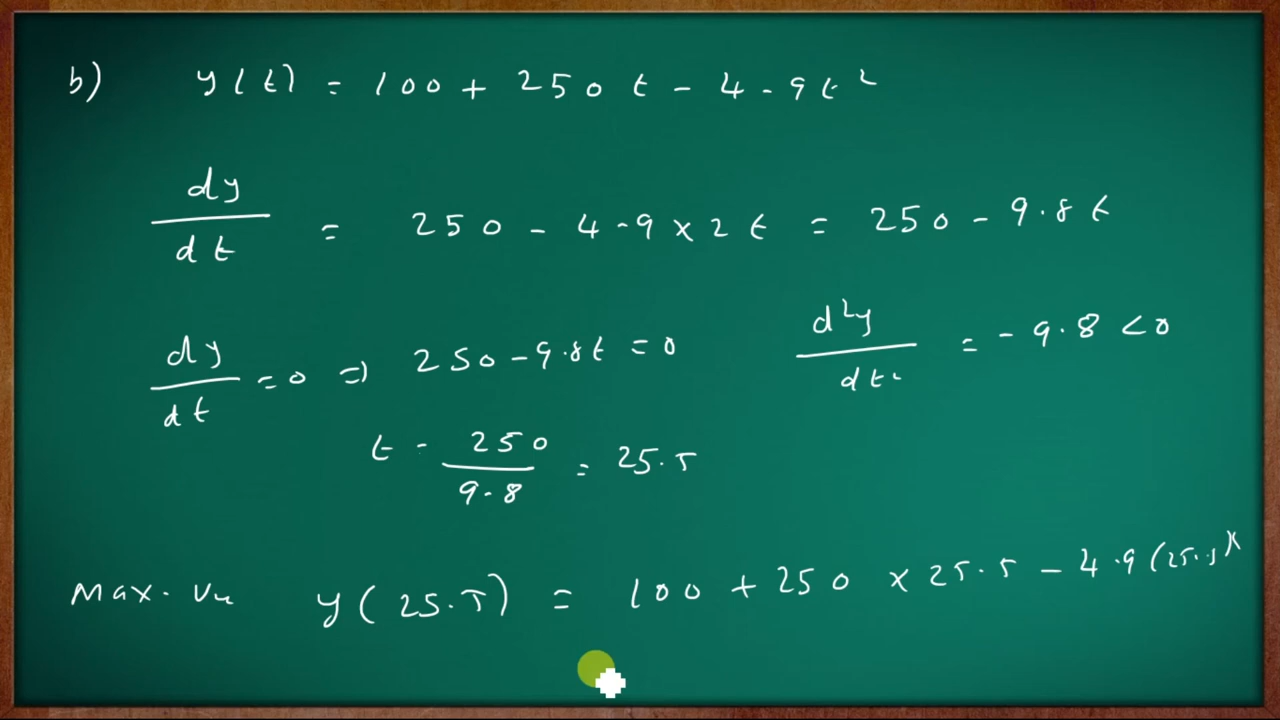 b) y(t) = 100 + 250 t - 4.9t²
dy/dt = 250 - 4.9 x 2 t = 250 - 9.8 t
dy/dt = 0 => 250 - 9.8t = 0 d²y/dt² = - 9.8 < 0
t = 250/9.8 = 25.5
Max. y(25.5) = 100 + 250 x 25.5 - 4.9 (25.5)